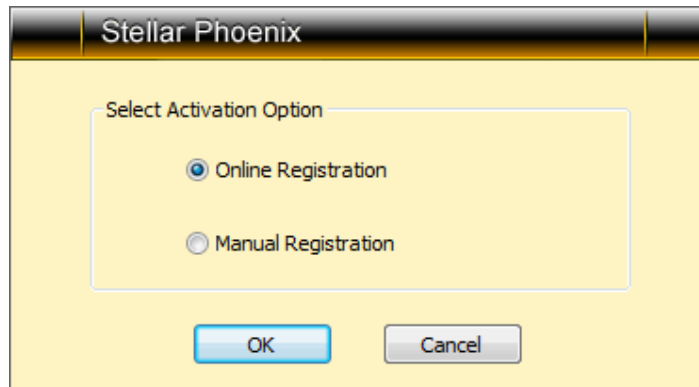 Stellar Phoenix
Select Activation Option
Online Registration
Manual Registration
OK Cancel